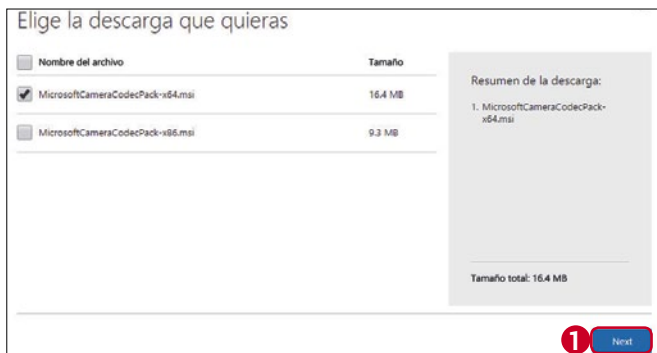 Elige la descarga que quieras
Nombre del archivo Tamaño
MicrosoftCameraCodecPack-x64.msi 16.4 MB
MicrosoftCameraCodecPack-x86.msi 9.3 MB
Resumen de la descarga:
1. MicrosoftCameraCodecPack-
x64.msi
Tamaño total: 16.4 MB
1 Next